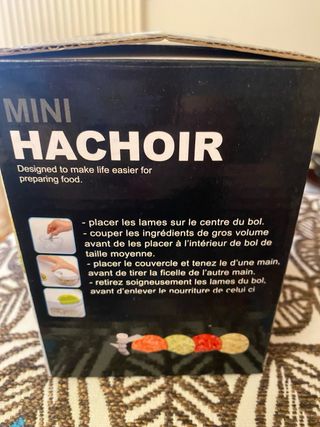 MINI
HACHOIR
Designed to make life easier for
preparing food.
- placer les lames sur le centre du bol.
- couper les ingrédients de gros volume
avant de les placer à l'intérieur de bol de
taille moyenne.
- placer le couvercle et tenez le d'une main,
avant de tirer la ficelle de l'autre main.
- retirez soigneusement les lames du bol,
avant d'enlever le nourriture de celui ci